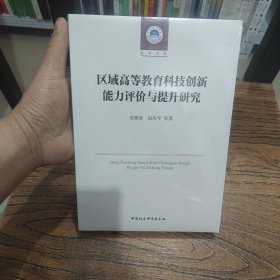 区域高等教育科技创新
能力评价与提升研究
等著
Quyu Gaodeng Jiaoyu Keji Chuangxin Nengli
Pingjia Yu Tisheng Yanjiu
中国社会科学出版社